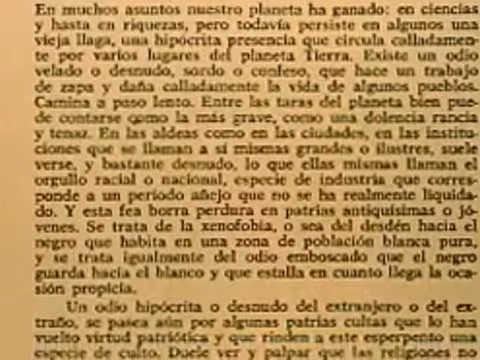 En muchos asuntos nuestro planeta ha ganado: en ciencias
y hasta en riquezas, pero todavía persiste en algunos una
vieja llaga, una hipócrita presencia que circula calladamen-
te por varios lugares del planeta Tierra. Existe un odio
velado o desnudo, sordo o confeso, que hace un trabajo
de zapa y daña calladamente la vida de algunos pueblos.
Camina a paso lento. Entre las taras del planeta bien pue-
de contarse como la más grave, como una dolencia rancia
y tenaz. En las aldeas como en las ciudades, en las institu-
ciones que se llaman a sí mismas grandes o ilustres, suele
verse, y bastante desnudo, lo que ellas mismas llaman el
orgullo racial o nacional, especie de industria que corres-
ponde a un período añejo que no se ha realmente liquida-
do. Y esta fea borra perdura en patrias antiquísimas o jó-
venes. Se trata de la xenofobia, o sea del desdén hacia el
negro que habita en una zona de población blanca pura,
y se trata igualmente del odio emboscado que el negro
guarda hacia el blanco y que estalla en cuanto llega la oca-
sión propicia.
Un odio hipócrita o desnudo del extranjero o del ex-
traño, se pasea aún por algunas patrias cultas que lo han
vuelto virtud patriótica y que rinden a este esperpento una
especie de culto. Duele ver y palpar que las religiones no